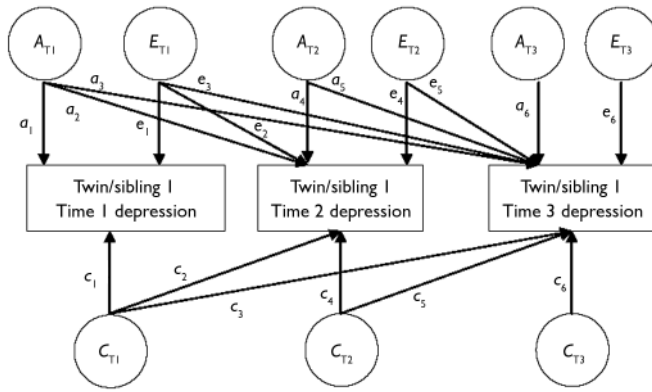 A_T1 E_T1 A_T2 E_T2 A_T3 E_T3
a_3 e_3 a_5 e_5
a_1 a_2 e_1 e_2 a_4 e_4 a_6 e_6
Twin/sibling 1
Time 1 depression
Twin/sibling 1
Time 2 depression
Twin/sibling 1
Time 3 depression
c_1 c_2 c_3 c_4 c_5 c_6
C_T1 C_T2 C_T3